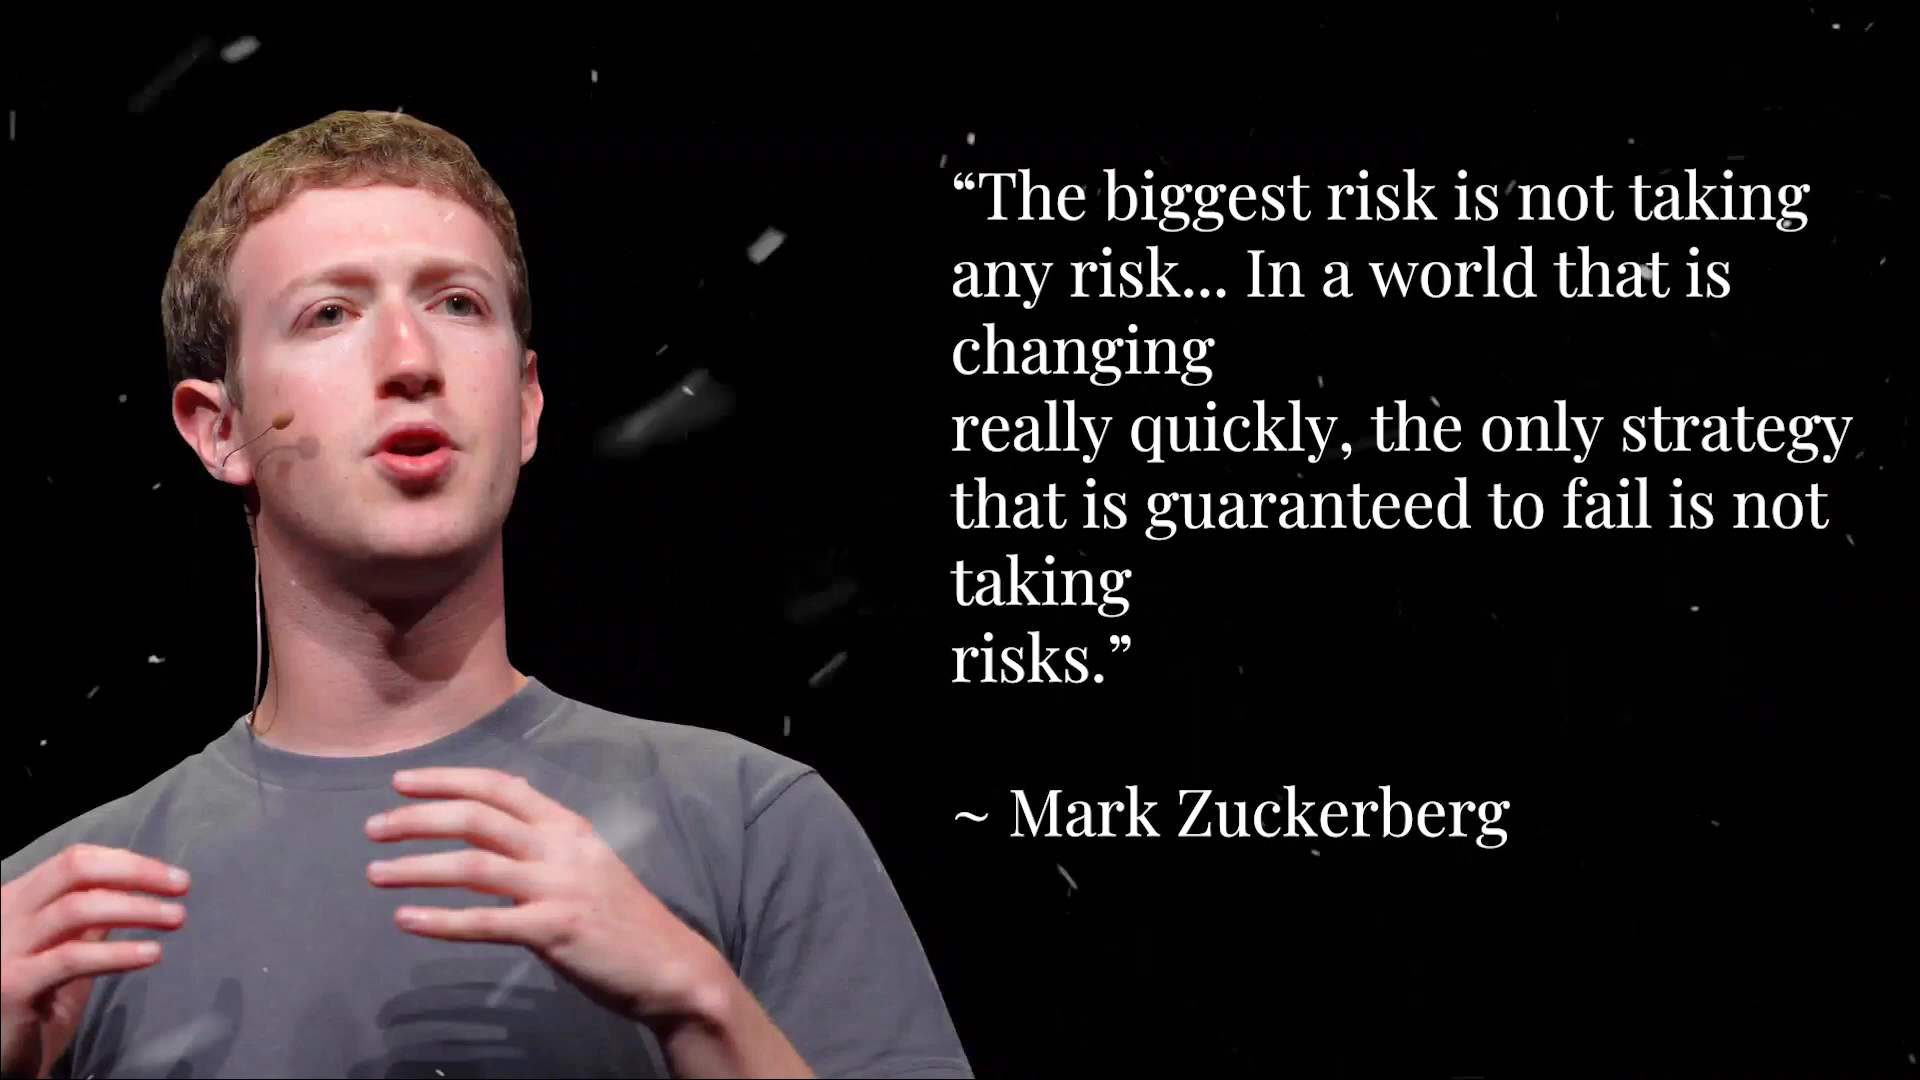 “The biggest risk is not taking
any risk... In a world that is
changing
really quickly, the only strategy
that is guaranteed to fail is not
taking
risks.”
~ Mark Zuckerberg